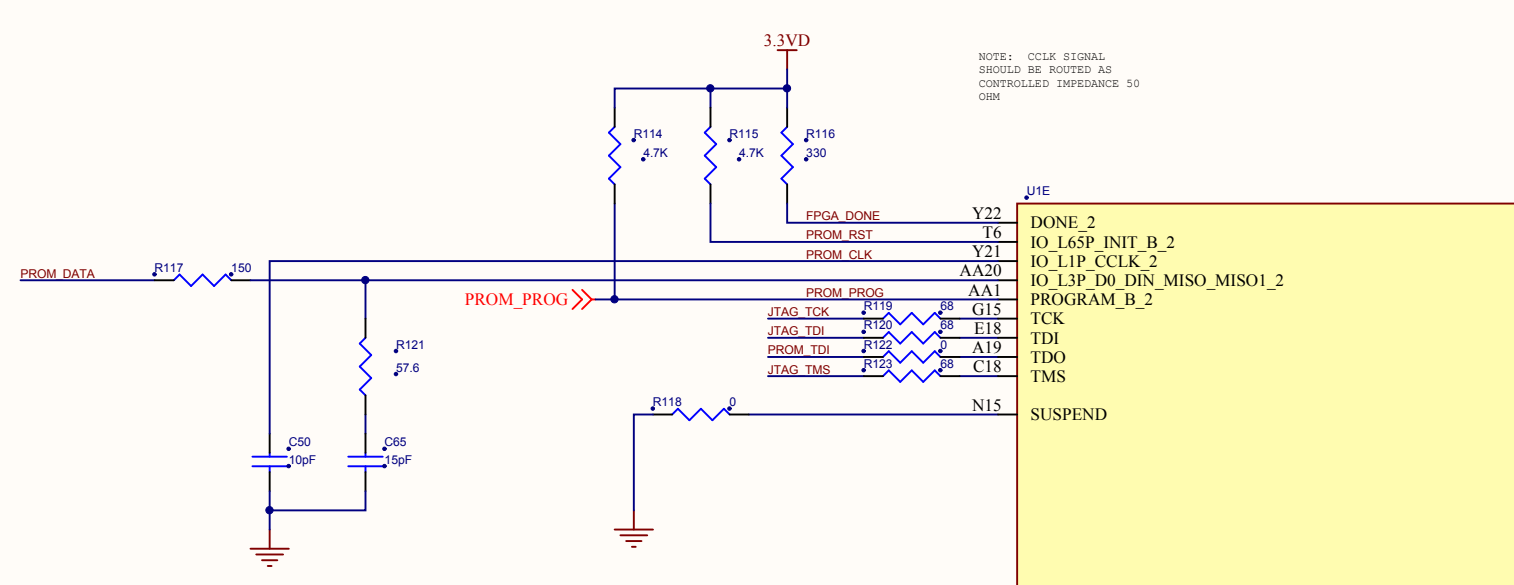 3.3VD
NOTE: CCLK SIGNAL
SHOULD BE ROUTED AS
CONTROLLED IMPEDANCE 50
OHM
R114
4.7K
R115
4.7K
R116
330
U1E
FPGA_DONE
Y22
DONE_2
PROM_RST
T6
IO_L65P_INIT_B_2
PROM_CLK
Y21
IO_L1P_CCLK_2
PROM_DATA
R117
150
AA20
IO_L3P_D0_DIN_MISO_MISO1_2
PROM_PROG
PROM_PROG
AA1
PROGRAM_B_2
JTAG_TCK
R119
68
G15
TCK
JTAG_TDI
R120
68
E18
TDI
PROM_TDI
R122
0
A19
TDO
JTAG_TMS
R123
68
C18
TMS
R121
57.6
R118
0
N15
SUSPEND
C50
10pF
C65
15pF